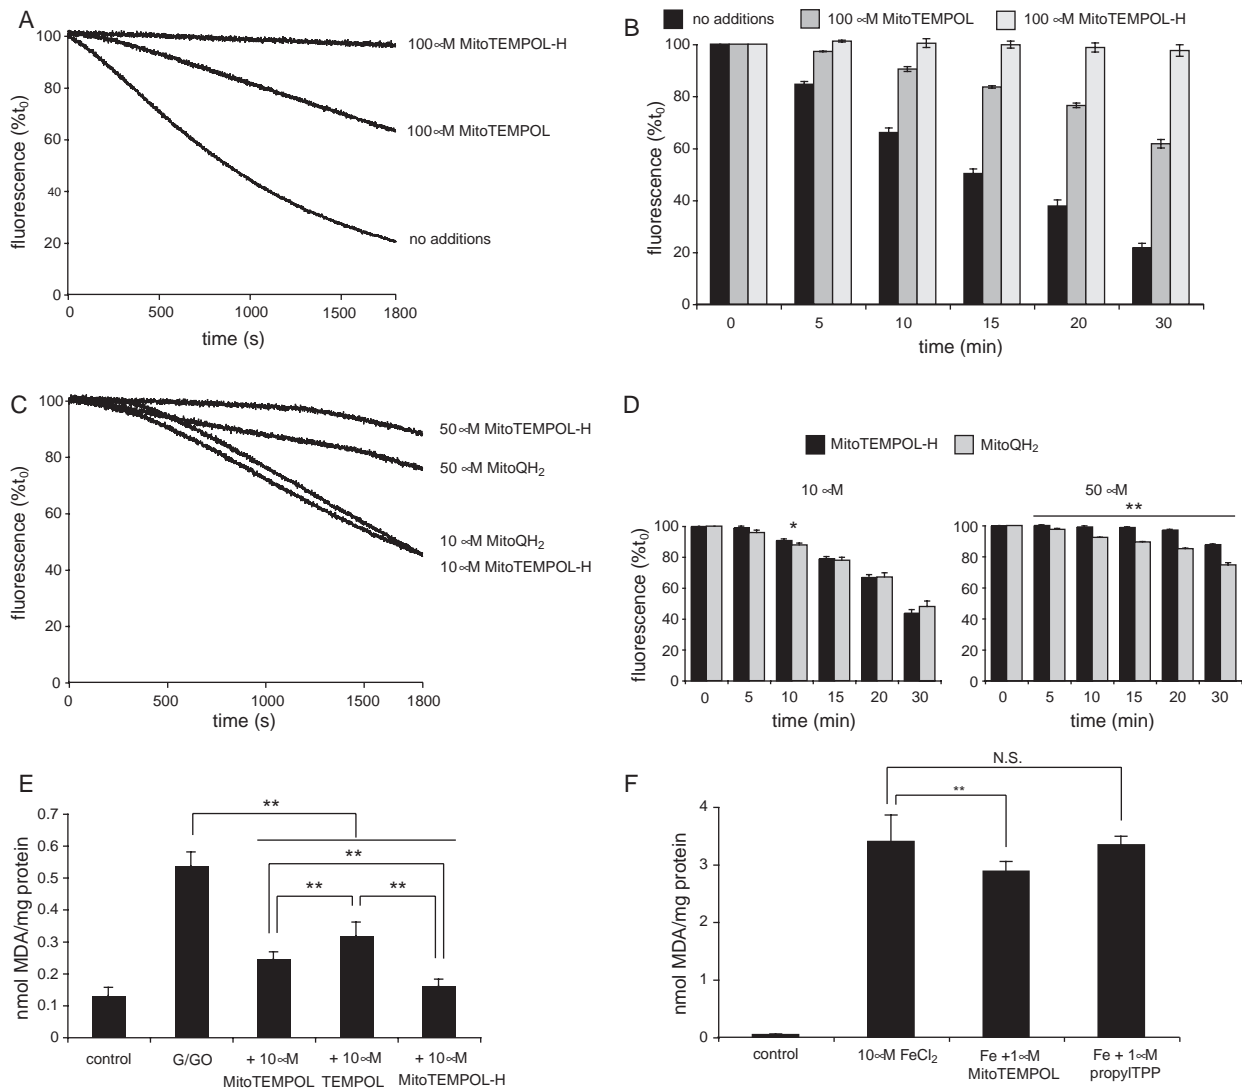 A
fluorescence (%t0)
100
80
60
40
20
0
0 500 1000 1500 1800
time (s)
100∝M MitoTEMPOL-H
100∝M MitoTEMPOL
no additions
B
no additions 100 ∝M MitoTEMPOL 100 ∝M MitoTEMPOL-H
fluorescence (%t0)
100
80
60
40
20
0
0 5 10 15 20 30
time (min)
C
fluorescence (%t0)
100
80
60
40
20
0
0 500 1000 1500 1800
time (s)
50 ∝M MitoTEMPOL-H
50 ∝M MitoQH2
10 ∝M MitoQH2
10 ∝M MitoTEMPOL-H
D
MitoTEMPOL-H MitoQH2
10 ∝M
*
fluorescence (%t0)
100
80
60
40
20
0
0 5 10 15 20 30
time (min)
50 ∝M
**
100
80
60
40
20
0
0 5 10 15 20 30
time (min)
E
nmol MDA/mg protein
0.7
0.6
0.5
0.4
0.3
0.2
0.1
0
**
**
** **
control G/GO + 10∝M + 10∝M + 10∝M
MitoTEMPOL TEMPOL MitoTEMPOL-H
F
nmol MDA/mg protein
4
3
2
1
0
N.S.
**
control 10∝M FeCl2 Fe +1∝M Fe + 1∝M
MitoTEMPOL propylTPP